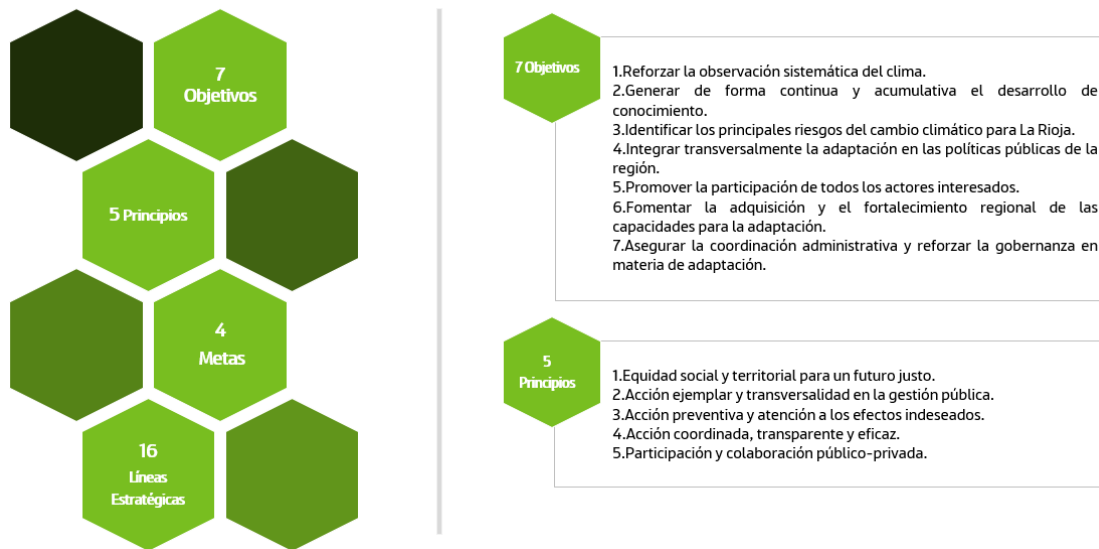 7
Objetivos
5 Principios
4
Metas
16
Líneas
Estratégicas
7 Objetivos
1.Reforzar la observación sistemática del clima.
2.Generar de forma continua y acumulativa el desarrollo de
conocimiento.
3.Identificar los principales riesgos del cambio climático para La Rioja.
4.Integrar transversalmente la adaptación en las políticas públicas de la
región.
5.Promover la participación de todos los actores interesados.
6.Fomentar la adquisición y el fortalecimiento regional de las
capacidades para la adaptación.
7.Asegurar la coordinación administrativa y reforzar la gobernanza en
materia de adaptación.
5
Principios
1.Equidad social y territorial para un futuro justo.
2.Acción ejemplar y transversalidad en la gestión pública.
3.Acción preventiva y atención a los efectos indeseados.
4.Acción coordinada, transparente y eficaz.
5.Participación y colaboración público-privada.